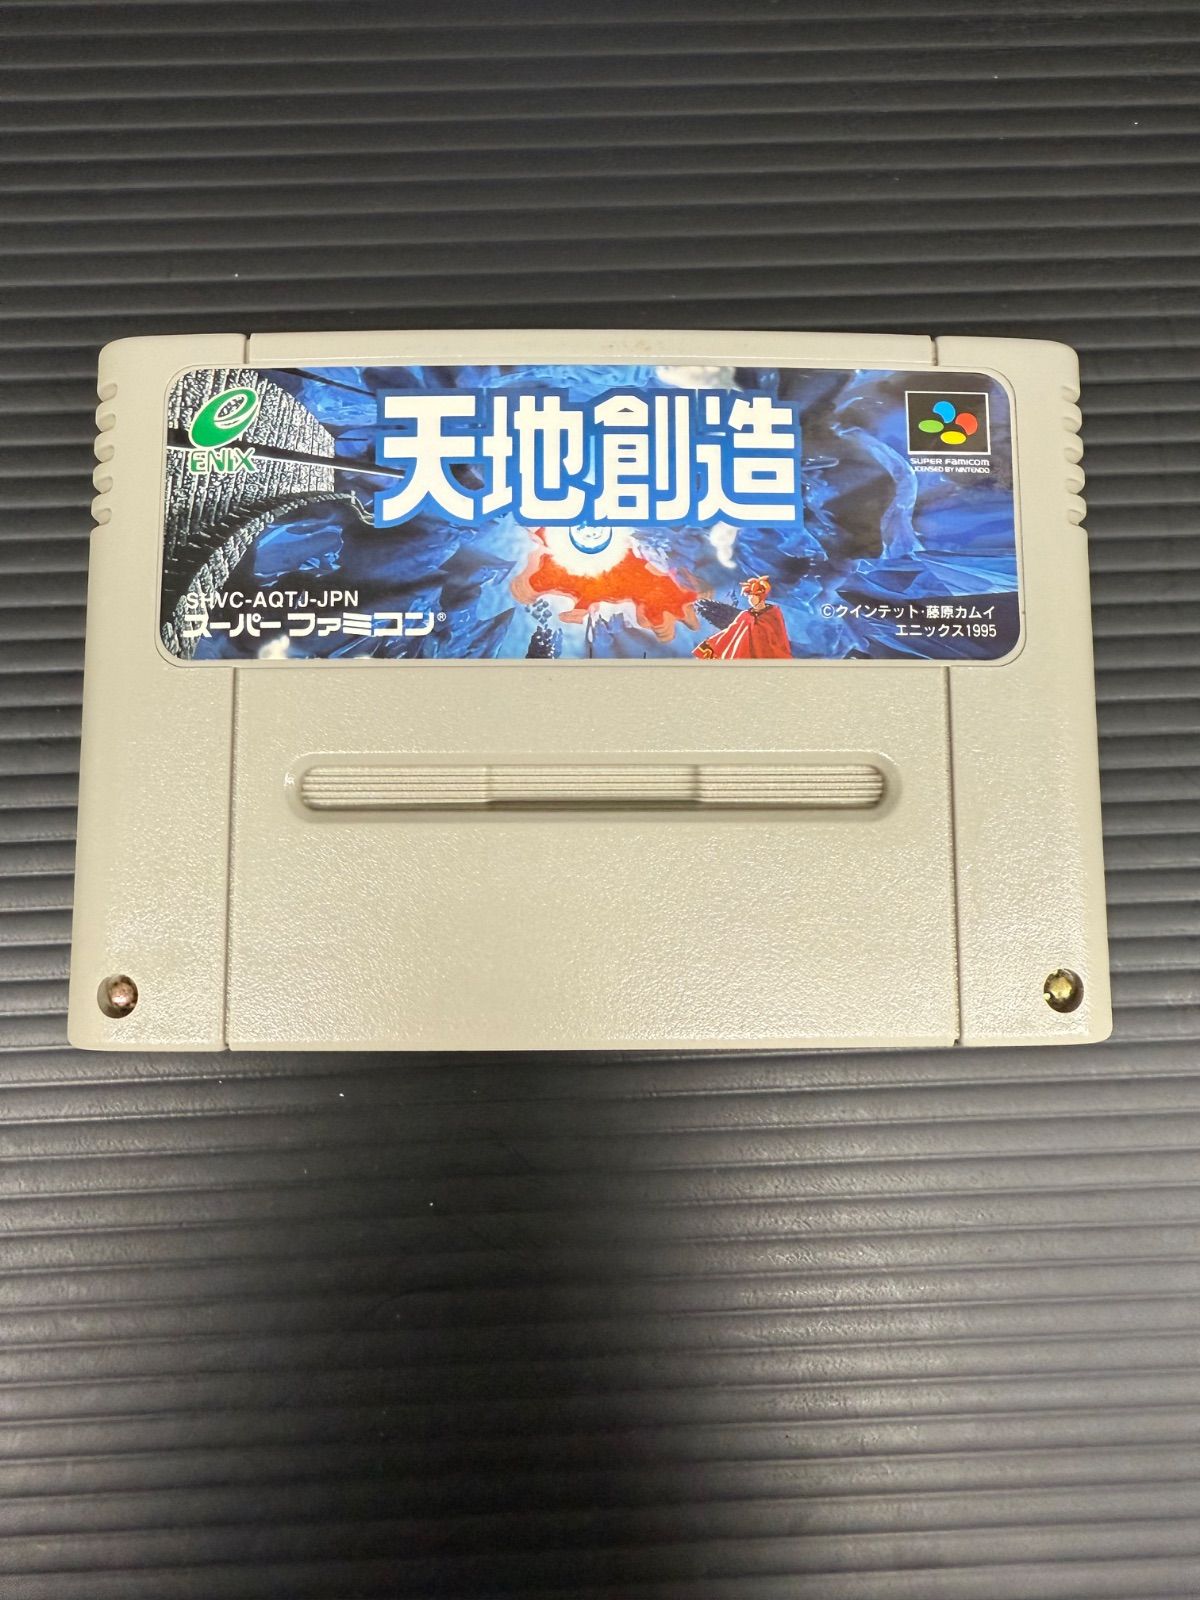 ENIX
天地創造
SUPER FAMICOM
LICENSED BY NINTENDO
SHVC-AQTJ-JPN
スーパーファミコン®
©クインテット・藤原カムイ
エニックス1995